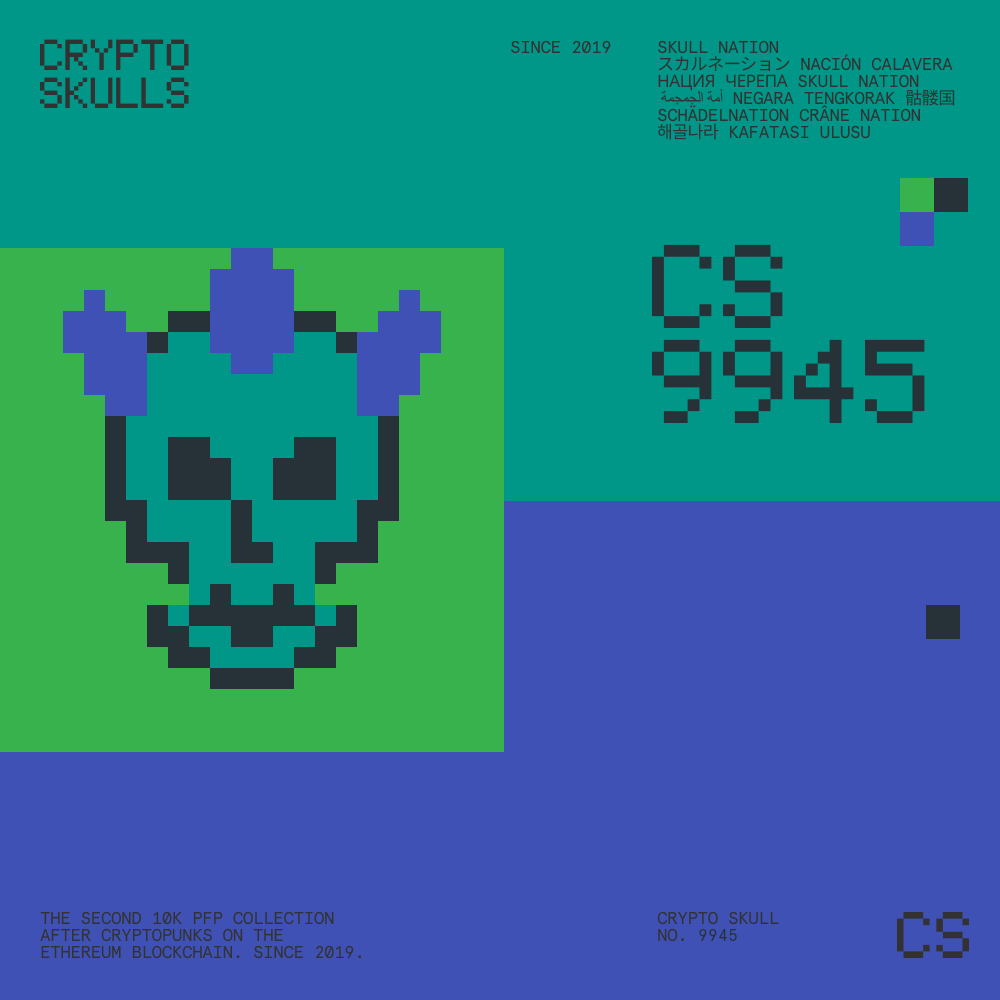 CRYPTO
SKULLS
SINCE 2019
SKULL NATION
スカルネーション NACIÓN CALAVERA
НАЦИЯ ЧЕРЕПА SKULL NATION
أمة الجمجمة NEGARA TENGKORAK 骷髅国
SCHÄDELNATION CRÂNE NATION
해골나라 KAFATASI ULUSU
CS
9945
THE SECOND 10K PFP COLLECTION
AFTER CRYPTOPUNKS ON THE
ETHEREUM BLOCKCHAIN. SINCE 2019.
CRYPTO SKULL
NO. 9945
CS